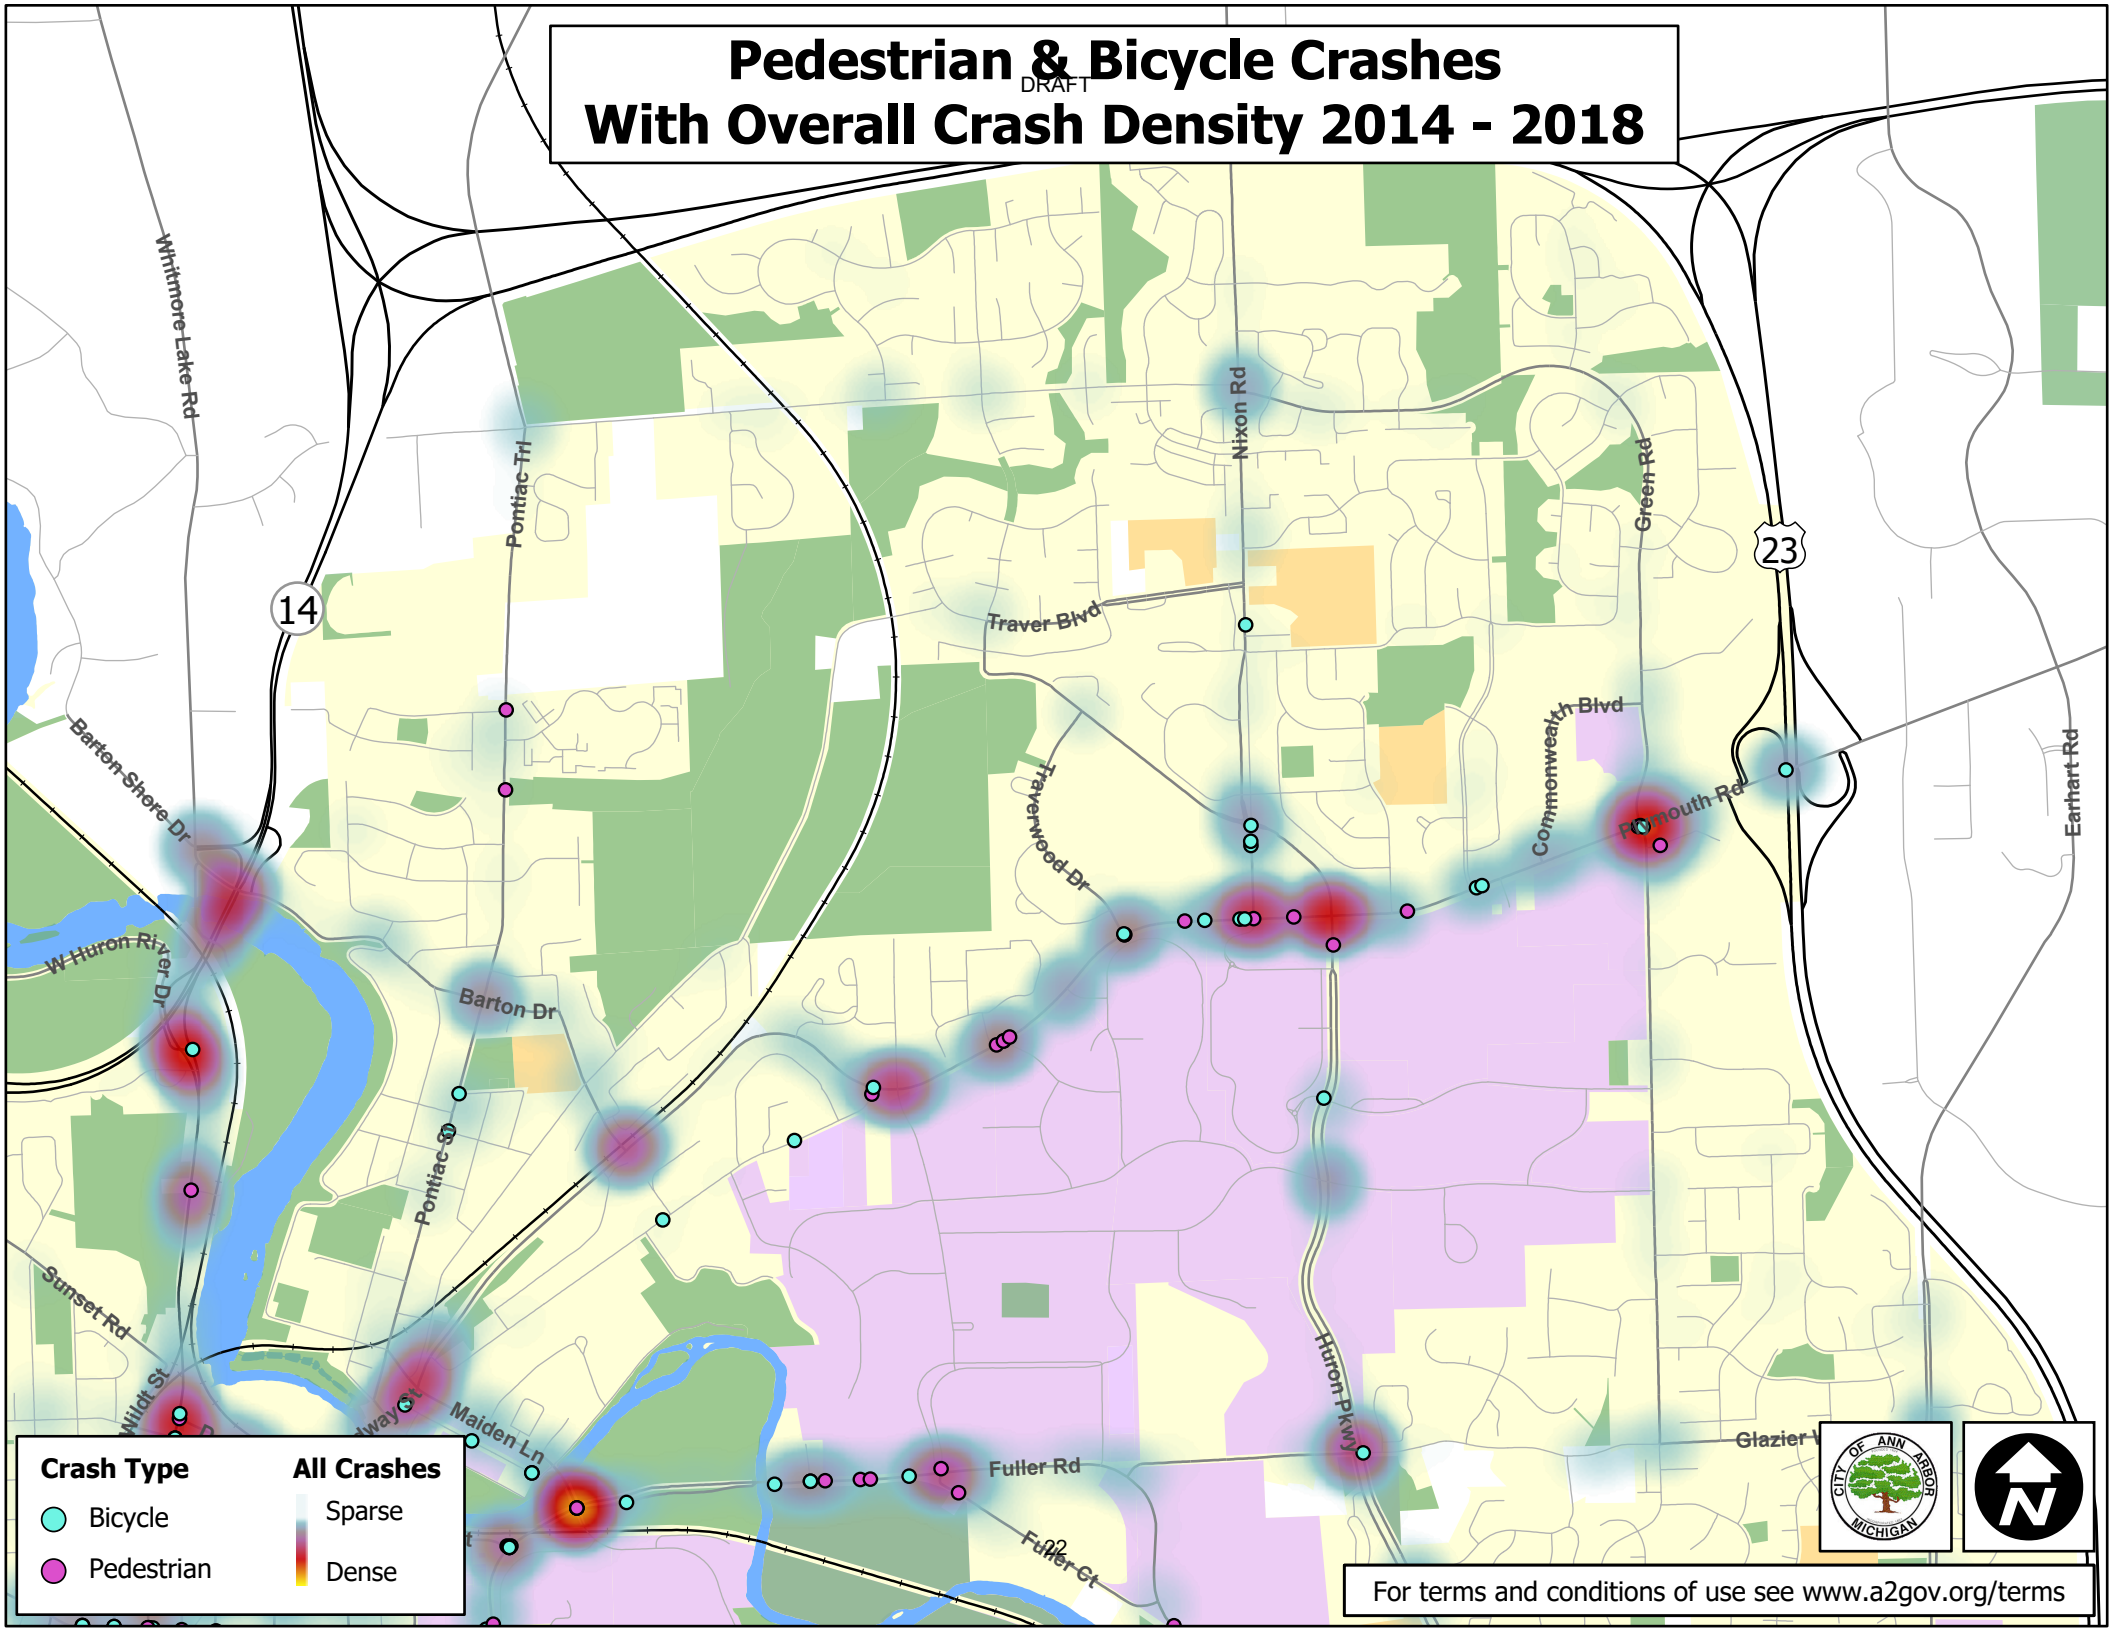 Pedestrian & Bicycle Crashes
DRAFT
With Overall Crash Density 2014 - 2018
Whitmore Lake Rd
Nixon Rd
Pontiac Trl
Green Rd
23
14
Traver Blvd
Commonwealth Blvd
Barton Shore Dr
Earhart Rd
Plymouth Rd
Traverwood Dr
W Huron River Dr
Barton Dr
Pontiac St
Sunset Rd
Huron Pkwy
Wildt St
D
dway St
Maiden Ln
Glazier W
Fuller Rd
Fuller Ct
22
t
Crash Type
All Crashes
Bicycle
Sparse
Pedestrian
Dense
CITY OF ANN ARBOR
MICHIGAN
N
For terms and conditions of use see www.a2gov.org/terms